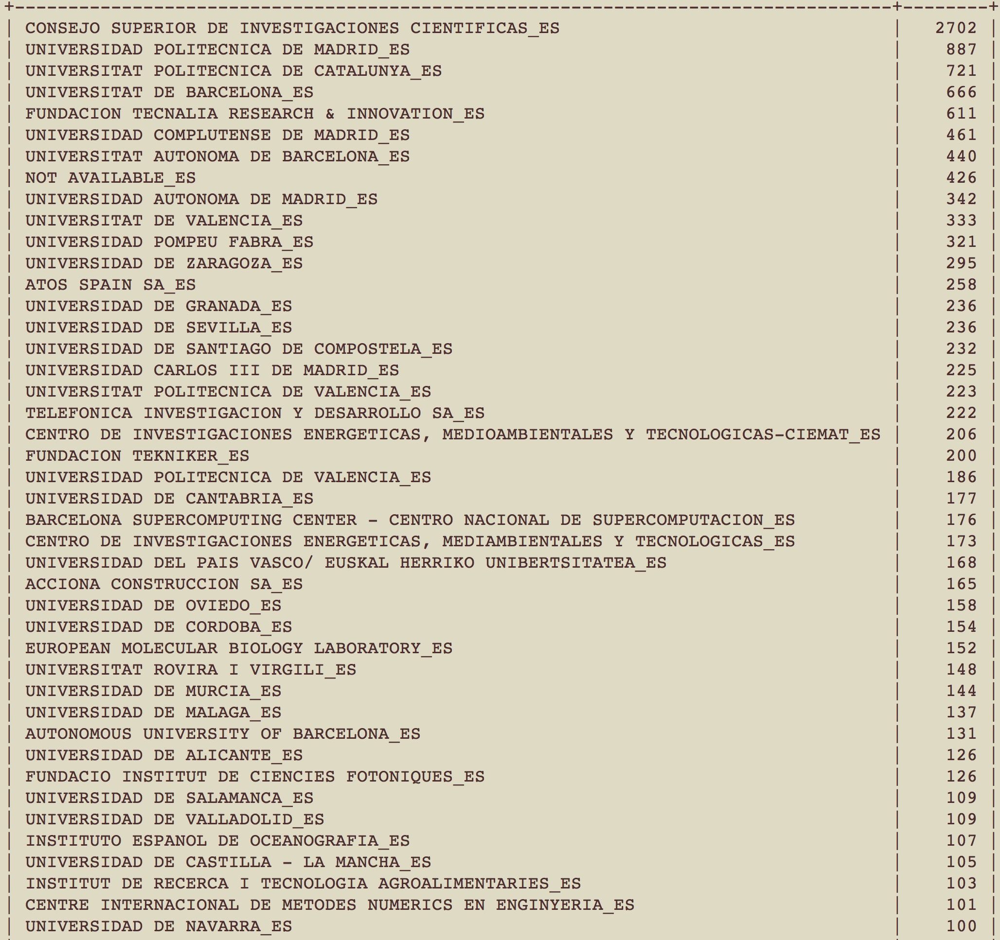 +----------------------------------------------------------------------------------+--------+
| CONSEJO SUPERIOR DE INVESTIGACIONES CIENTIFICAS_ES | 2702 |
| UNIVERSIDAD POLITECNICA DE MADRID_ES | 887 |
| UNIVERSITAT POLITECNICA DE CATALUNYA_ES | 721 |
| UNIVERSITAT DE BARCELONA_ES | 666 |
| FUNDACION TECNALIA RESEARCH & INNOVATION_ES | 611 |
| UNIVERSIDAD COMPLUTENSE DE MADRID_ES | 461 |
| UNIVERSITAT AUTONOMA DE BARCELONA_ES | 440 |
| NOT AVAILABLE_ES | 426 |
| UNIVERSIDAD AUTONOMA DE MADRID_ES | 342 |
| UNIVERSITAT DE VALENCIA_ES | 333 |
| UNIVERSIDAD POMPEU FABRA_ES | 321 |
| UNIVERSIDAD DE ZARAGOZA_ES | 295 |
| ATOS SPAIN SA_ES | 258 |
| UNIVERSIDAD DE GRANADA_ES | 236 |
| UNIVERSIDAD DE SEVILLA_ES | 236 |
| UNIVERSIDAD DE SANTIAGO DE COMPOSTELA_ES | 232 |
| UNIVERSIDAD CARLOS III DE MADRID_ES | 225 |
| UNIVERSITAT POLITECNICA DE VALENCIA_ES | 223 |
| TELEFONICA INVESTIGACION Y DESARROLLO SA_ES | 222 |
| CENTRO DE INVESTIGACIONES ENERGETICAS, MEDIOAMBIENTALES Y TECNOLOGICAS-CIEMAT_ES | 206 |
| FUNDACION TEKNIKER_ES | 200 |
| UNIVERSIDAD POLITECNICA DE VALENCIA_ES | 186 |
| UNIVERSIDAD DE CANTABRIA_ES | 177 |
| BARCELONA SUPERCOMPUTING CENTER - CENTRO NACIONAL DE SUPERCOMPUTACION_ES | 176 |
| CENTRO DE INVESTIGACIONES ENERGETICAS, MEDIAMBIENTALES Y TECNOLOGICAS_ES | 173 |
| UNIVERSIDAD DEL PAIS VASCO/ EUSKAL HERRIKO UNIBERTSITATEA_ES | 168 |
| ACCIONA CONSTRUCCION SA_ES | 165 |
| UNIVERSIDAD DE OVIEDO_ES | 158 |
| UNIVERSIDAD DE CORDOBA_ES | 154 |
| EUROPEAN MOLECULAR BIOLOGY LABORATORY_ES | 152 |
| UNIVERSITAT ROVIRA I VIRGILI_ES | 148 |
| UNIVERSIDAD DE MURCIA_ES | 144 |
| UNIVERSIDAD DE MALAGA_ES | 137 |
| AUTONOMOUS UNIVERSITY OF BARCELONA_ES | 131 |
| UNIVERSIDAD DE ALICANTE_ES | 126 |
| FUNDACIO INSTITUT DE CIENCIES FOTONIQUES_ES | 126 |
| UNIVERSIDAD DE SALAMANCA_ES | 109 |
| UNIVERSIDAD DE VALLADOLID_ES | 109 |
| INSTITUTO ESPANOL DE OCEANOGRAFIA_ES | 107 |
| UNIVERSIDAD DE CASTILLA - LA MANCHA_ES | 105 |
| INSTITUT DE RECERCA I TECNOLOGIA AGROALIMENTARIES_ES | 103 |
| CENTRE INTERNACIONAL DE METODES NUMERICS EN ENGINYERIA_ES | 101 |
| UNIVERSIDAD DE NAVARRA_ES | 100 |